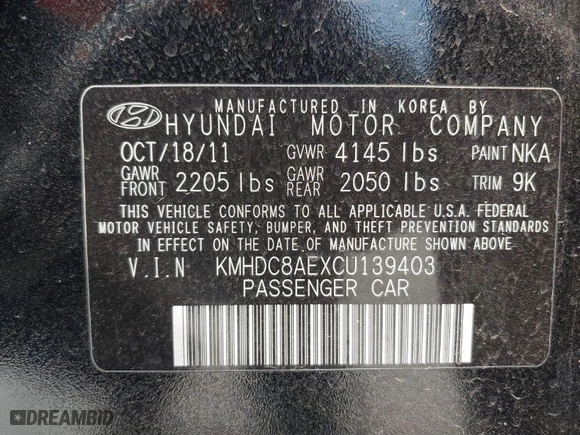 MANUFACTURED IN KOREA BY
HYUNDAI MOTOR COMPANY
OCT/18/11 GVWR 4145 lbs PAINT NKA
GAWR FRONT 2205 lbs GAWR REAR 2050 lbs TRIM 9K
THIS VEHICLE CONFORMS TO ALL APPLICABLE U.S.A. FEDERAL
MOTOR VEHICLE SAFETY, BUMPER, AND THEFT PREVENTION STANDARDS
IN EFFECT ON THE DATE OF MANUFACTURE SHOWN ABOVE.
V.I.N KMHDC8AEXCU139403
PASSENGER CAR
DREAMBID